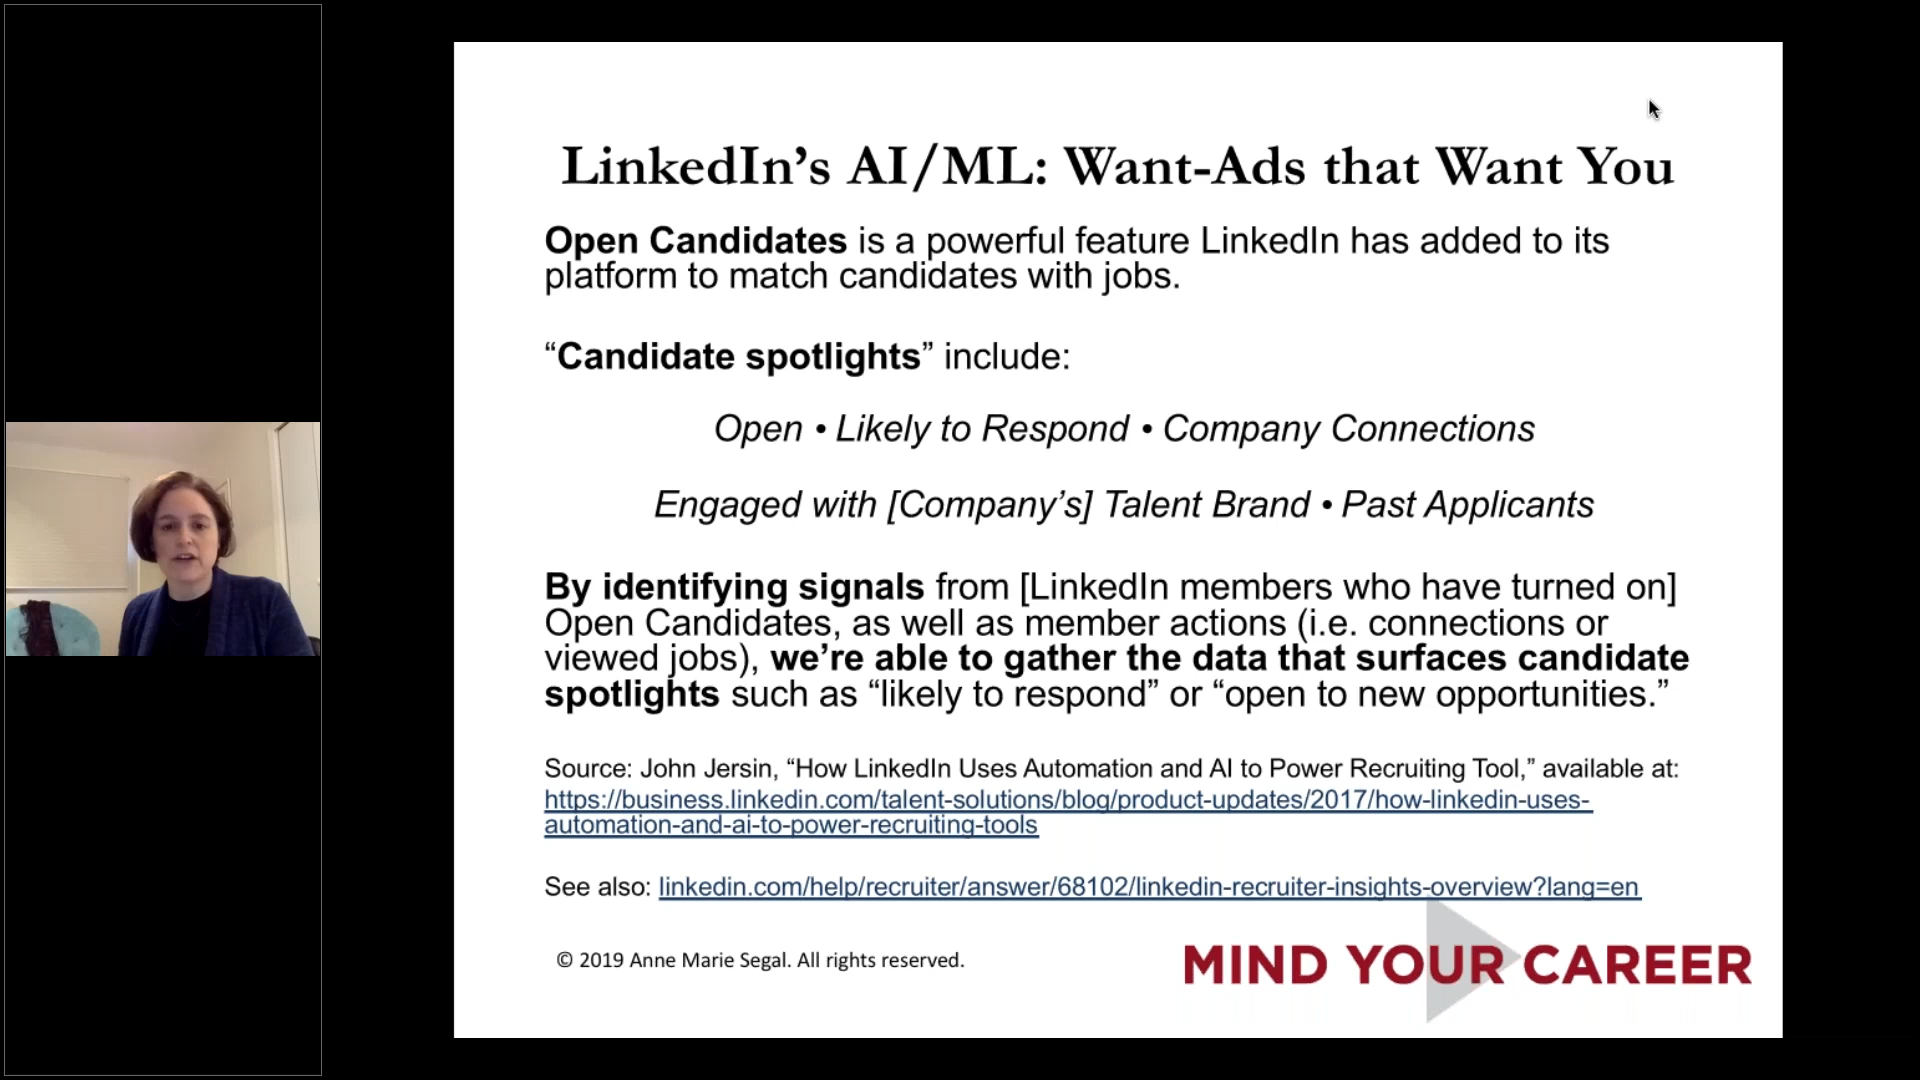 LinkedIn’s AI/ML: Want-Ads that Want You
Open Candidates is a powerful feature LinkedIn has added to its
platform to match candidates with jobs.
“Candidate spotlights” include:
Open • Likely to Respond • Company Connections
Engaged with [Company’s] Talent Brand • Past Applicants
By identifying signals from [LinkedIn members who have turned on]
Open Candidates, as well as member actions (i.e. connections or
viewed jobs), we’re able to gather the data that surfaces candidate
spotlights such as “likely to respond” or “open to new opportunities.”
Source: John Jersin, “How LinkedIn Uses Automation and AI to Power Recruiting Tool,” available at:
https://business.linkedin.com/talent-solutions/blog/product-updates/2017/how-linkedin-uses-
automation-and-ai-to-power-recruiting-tools
See also: linkedin.com/help/recruiter/answer/68102/linkedin-recruiter-insights-overview?lang=en
© 2019 Anne Marie Segal. All rights reserved.
MIND YOUR CAREER